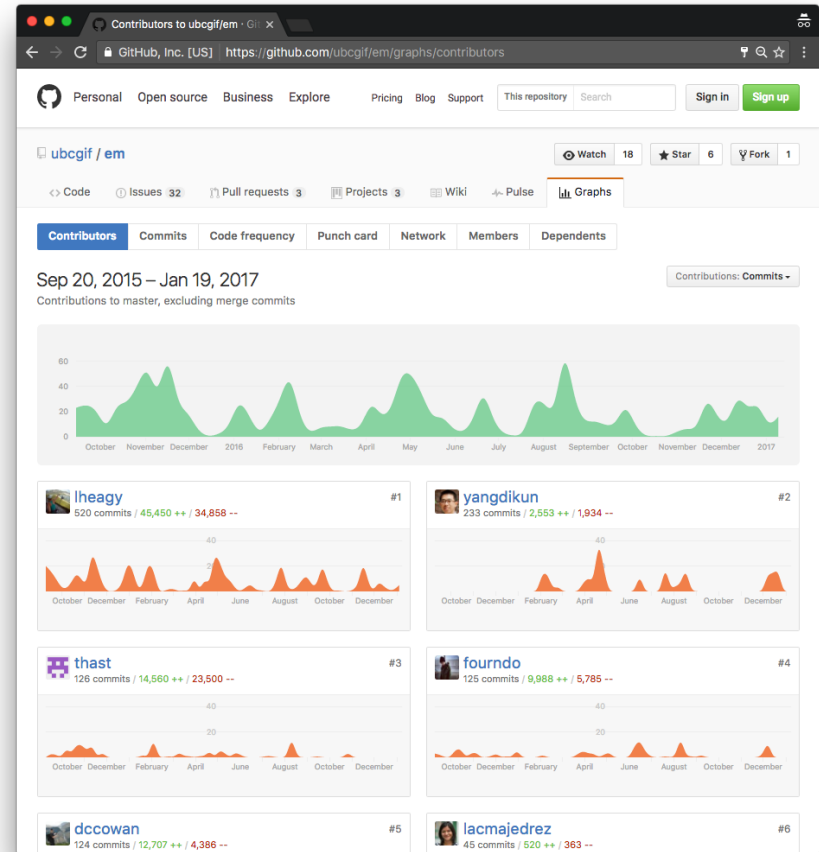 Contributors to ubcgif/em · Gi
GitHub, Inc. [US] https://github.com/ubcgif/em/graphs/contributors
Personal Open source Business Explore Pricing Blog Support This repository Search Sign in Sign up
ubcgif / em Watch 18 Star 6 Fork 1
Code Issues 32 Pull requests 3 Projects 3 Wiki Pulse Graphs
Contributors Commits Code frequency Punch card Network Members Dependents
Sep 20, 2015 – Jan 19, 2017 Contributions: Commits
Contributions to master, excluding merge commits
60
40
20
0
October November December 2016 February March April May June July August September October November December 2017
lheagy #1
520 commits / 45,450 ++ / 34,858 --
40
2
October December February April June August October December
yangdikun #2
233 commits / 2,553 ++ / 1,934 --
40
October December February April June August October December
thast #3
126 commits / 14,560 ++ / 23,500 --
40
20
October December February April June August October December
fourndo #4
125 commits / 9,988 ++ / 5,785 --
40
20
October December February April June August October December
dccowan #5
124 commits / 12,707 ++ / 4,386 --
lacmajedrez #6
45 commits / 520 ++ / 363 --